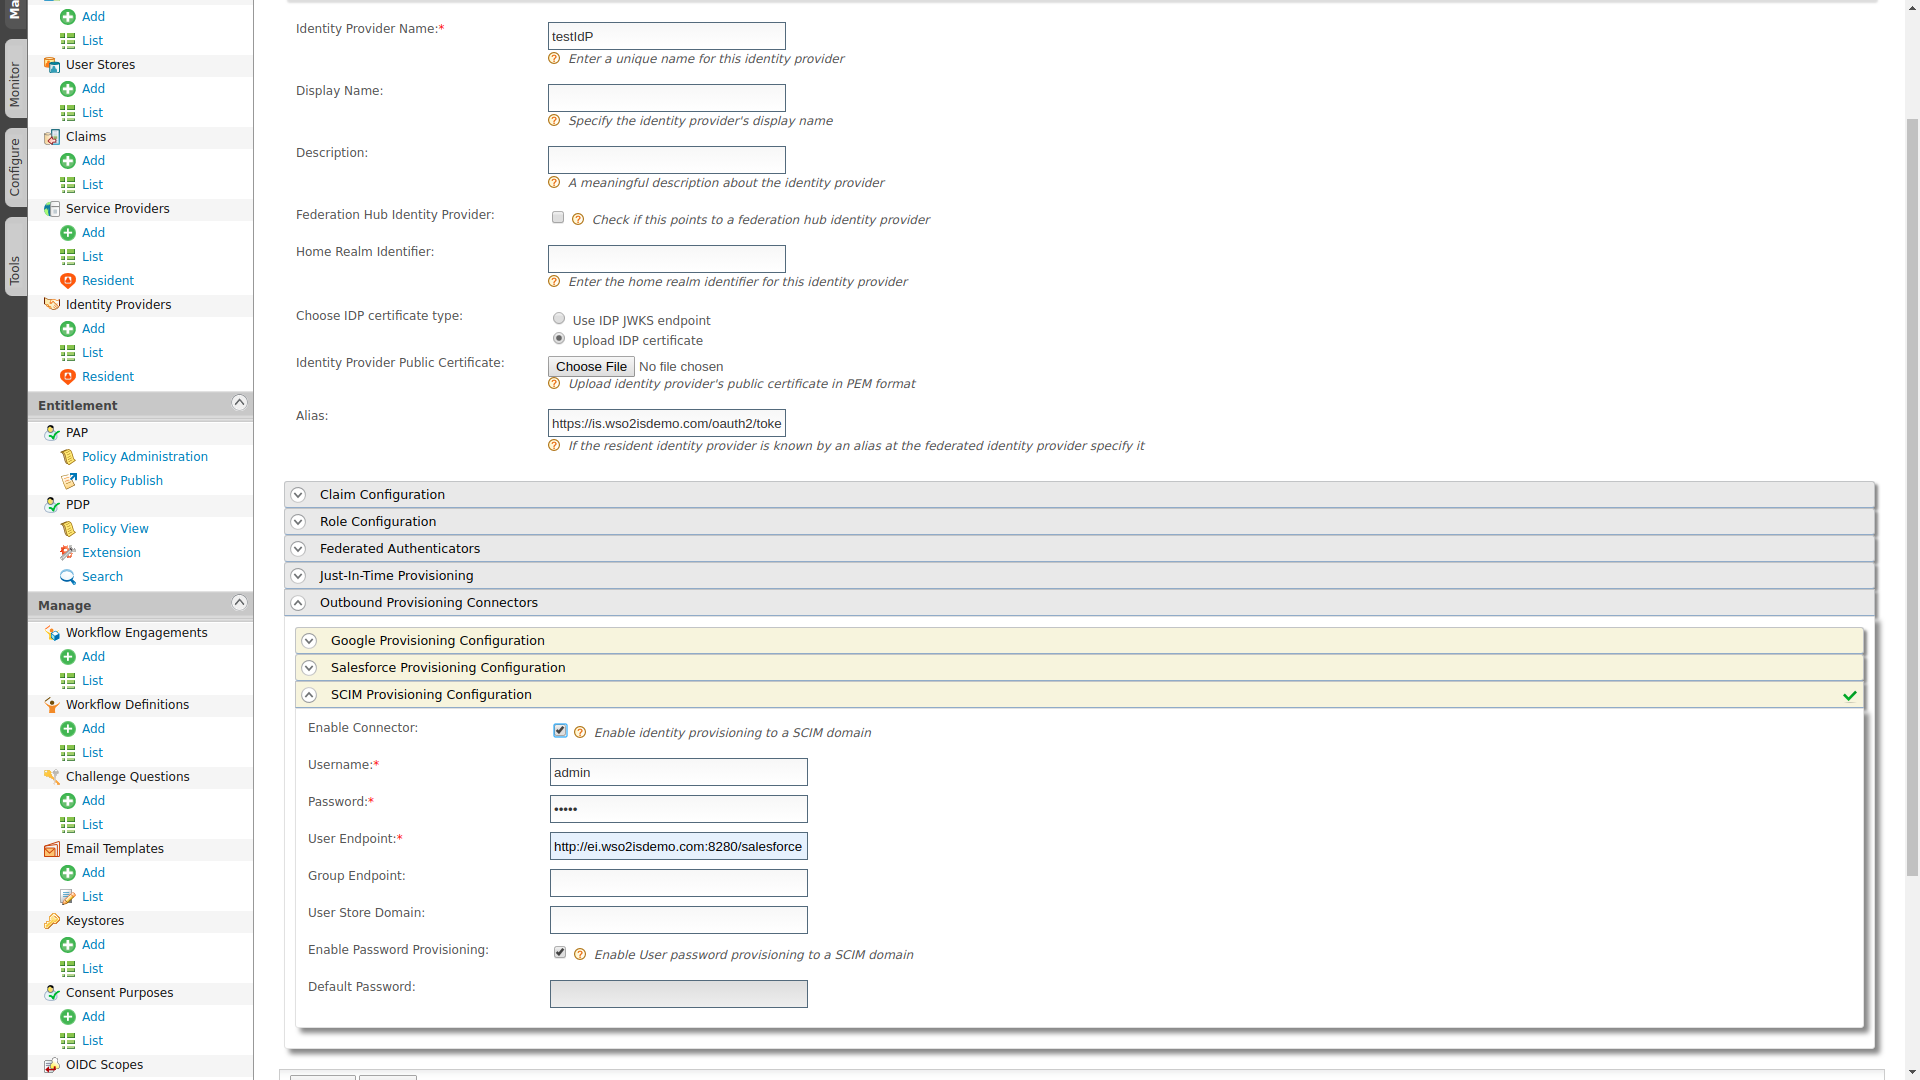 Ma
Monitor
Configure
Tools
Add
List
User Stores
Add
List
Claims
Add
List
Service Providers
Add
List
Resident
Identity Providers
Add
List
Resident
Entitlement
PAP
Policy Administration
Policy Publish
PDP
Policy View
Extension
Search
Manage
Workflow Engagements
Add
List
Workflow Definitions
Add
List
Challenge Questions
Add
List
Email Templates
Add
List
Keystores
Add
List
Consent Purposes
Add
List
OIDC Scopes
Identity Provider Name:*
testIdP
Enter a unique name for this identity provider
Display Name:
Specify the identity provider's display name
Description:
A meaningful description about the identity provider
Federation Hub Identity Provider:
Check if this points to a federation hub identity provider
Home Realm Identifier:
Enter the home realm identifier for this identity provider
Choose IDP certificate type:
Use IDP JWKS endpoint
Upload IDP certificate
Identity Provider Public Certificate:
Choose File No file chosen
Upload identity provider's public certificate in PEM format
Alias:
https://is.wso2isdemo.com/oauth2/toke
If the resident identity provider is known by an alias at the federated identity provider specify it
Claim Configuration
Role Configuration
Federated Authenticators
Just-In-Time Provisioning
Outbound Provisioning Connectors
Google Provisioning Configuration
Salesforce Provisioning Configuration
SCIM Provisioning Configuration
Enable Connector:
Enable identity provisioning to a SCIM domain
Username:*
admin
Password:*
•••••
User Endpoint:*
http://ei.wso2isdemo.com:8280/salesforce
Group Endpoint:
User Store Domain:
Enable Password Provisioning:
Enable User password provisioning to a SCIM domain
Default Password: